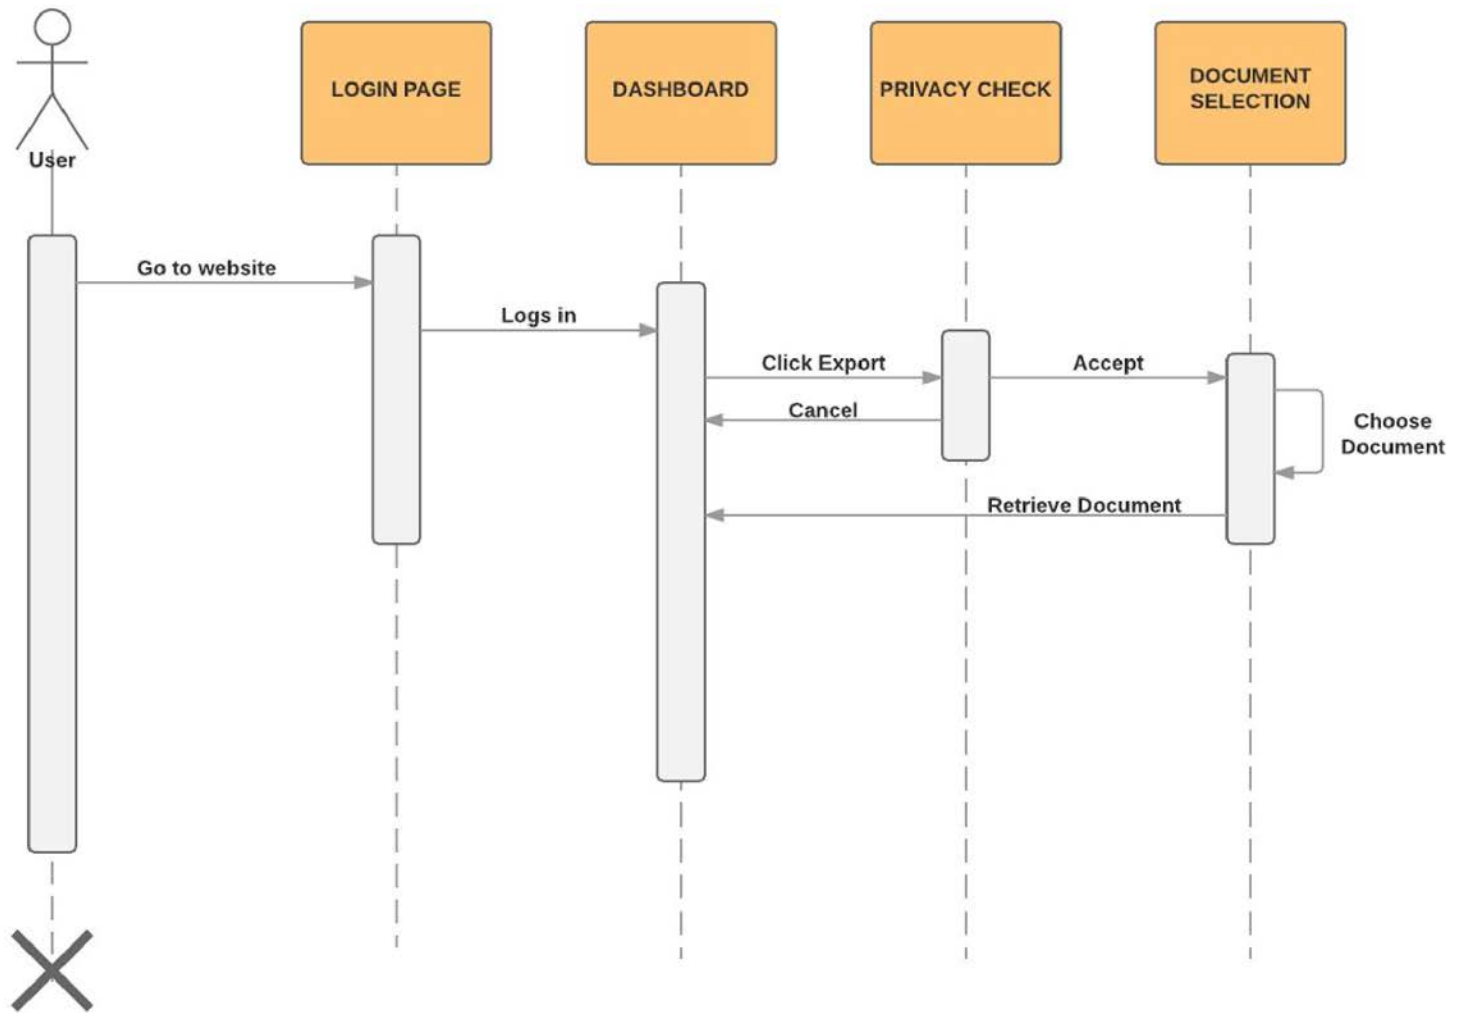 User
LOGIN PAGE
DASHBOARD
PRIVACY CHECK
DOCUMENT
SELECTION
Go to website
Logs in
Click Export
Accept
Cancel
Choose
Document
Retrieve Document